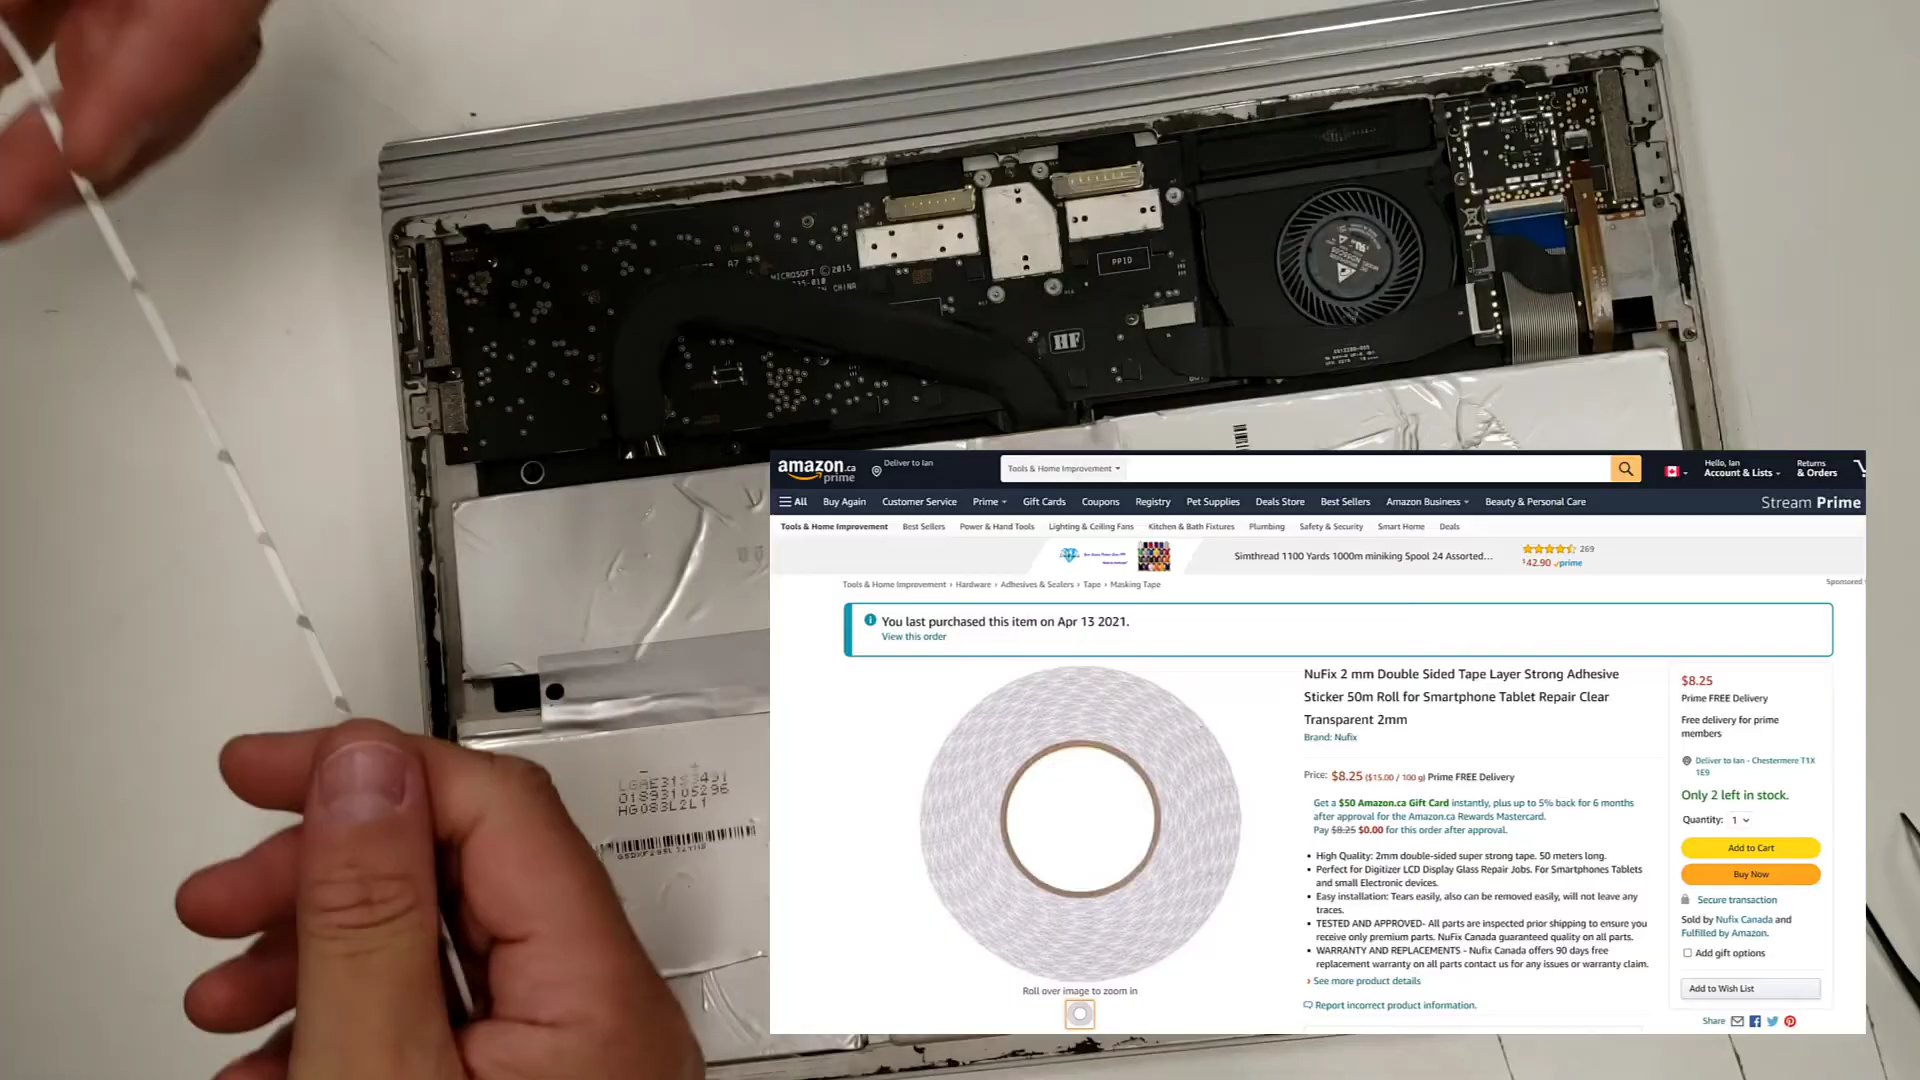 BOT
A7
MICROSOFT ©2015
PPID
HF
LGAE31S3491
01893105296
HG083L2L1
amazon.ca
prime
Deliver to Ian
Tools & Home Improvement
Hello, Ian
Account & Lists
Returns
& Orders
All Buy Again Customer Service Prime Gift Cards Coupons Registry Pet Supplies Deals Store Best Sellers Amazon Business Beauty & Personal Care Stream Prime
Tools & Home Improvement Best Sellers Power & Hand Tools Lighting & Ceiling Fans Kitchen & Bath Fixtures Plumbing Safety & Security Smart Home Deals
Simthread 1100 Yards 1000m miniking Spool 24 Assorted...
269
$42.90 prime
Tools & Home Improvement › Hardware › Adhesives & Sealers › Tape › Masking Tape
Sponsored
You last purchased this item on Apr 13 2021.
View this order
NuFix 2 mm Double Sided Tape Layer Strong Adhesive
Sticker 50m Roll for Smartphone Tablet Repair Clear
Transparent 2mm
Brand: Nufix
Price: $8.25 ($15.00 / 100 g) Prime FREE Delivery
Get a $50 Amazon.ca Gift Card instantly, plus up to 5% back for 6 months
after approval for the Amazon.ca Rewards Mastercard.
Pay $8.25 $0.00 for this order after approval.
• High Quality: 2mm double-sided super strong tape. 50 meters long.
• Perfect for Digitizer LCD Display Glass Repair Jobs. For Smartphones Tablets
and small Electronic devices.
• Easy installation: Tears easily, also can be removed easily, will not leave any
traces.
• TESTED AND APPROVED- All parts are inspected prior shipping to ensure you
receive only premium parts. NuFix Canada guaranteed quality on all parts.
• WARRANTY AND REPLACEMENTS - Nufix Canada offers 90 days free
replacement warranty on all parts contact us for any issues or warranty claim.
› See more product details
Report incorrect product information.
Roll over image to zoom in
$8.25
Prime FREE Delivery
Free delivery for prime
members
Deliver to Ian - Chestermere T1X
1E9
Only 2 left in stock.
Quantity: 1
Add to Cart
Buy Now
Secure transaction
Sold by Nufix Canada and
Fulfilled by Amazon.
Add gift options
Add to Wish List
Share